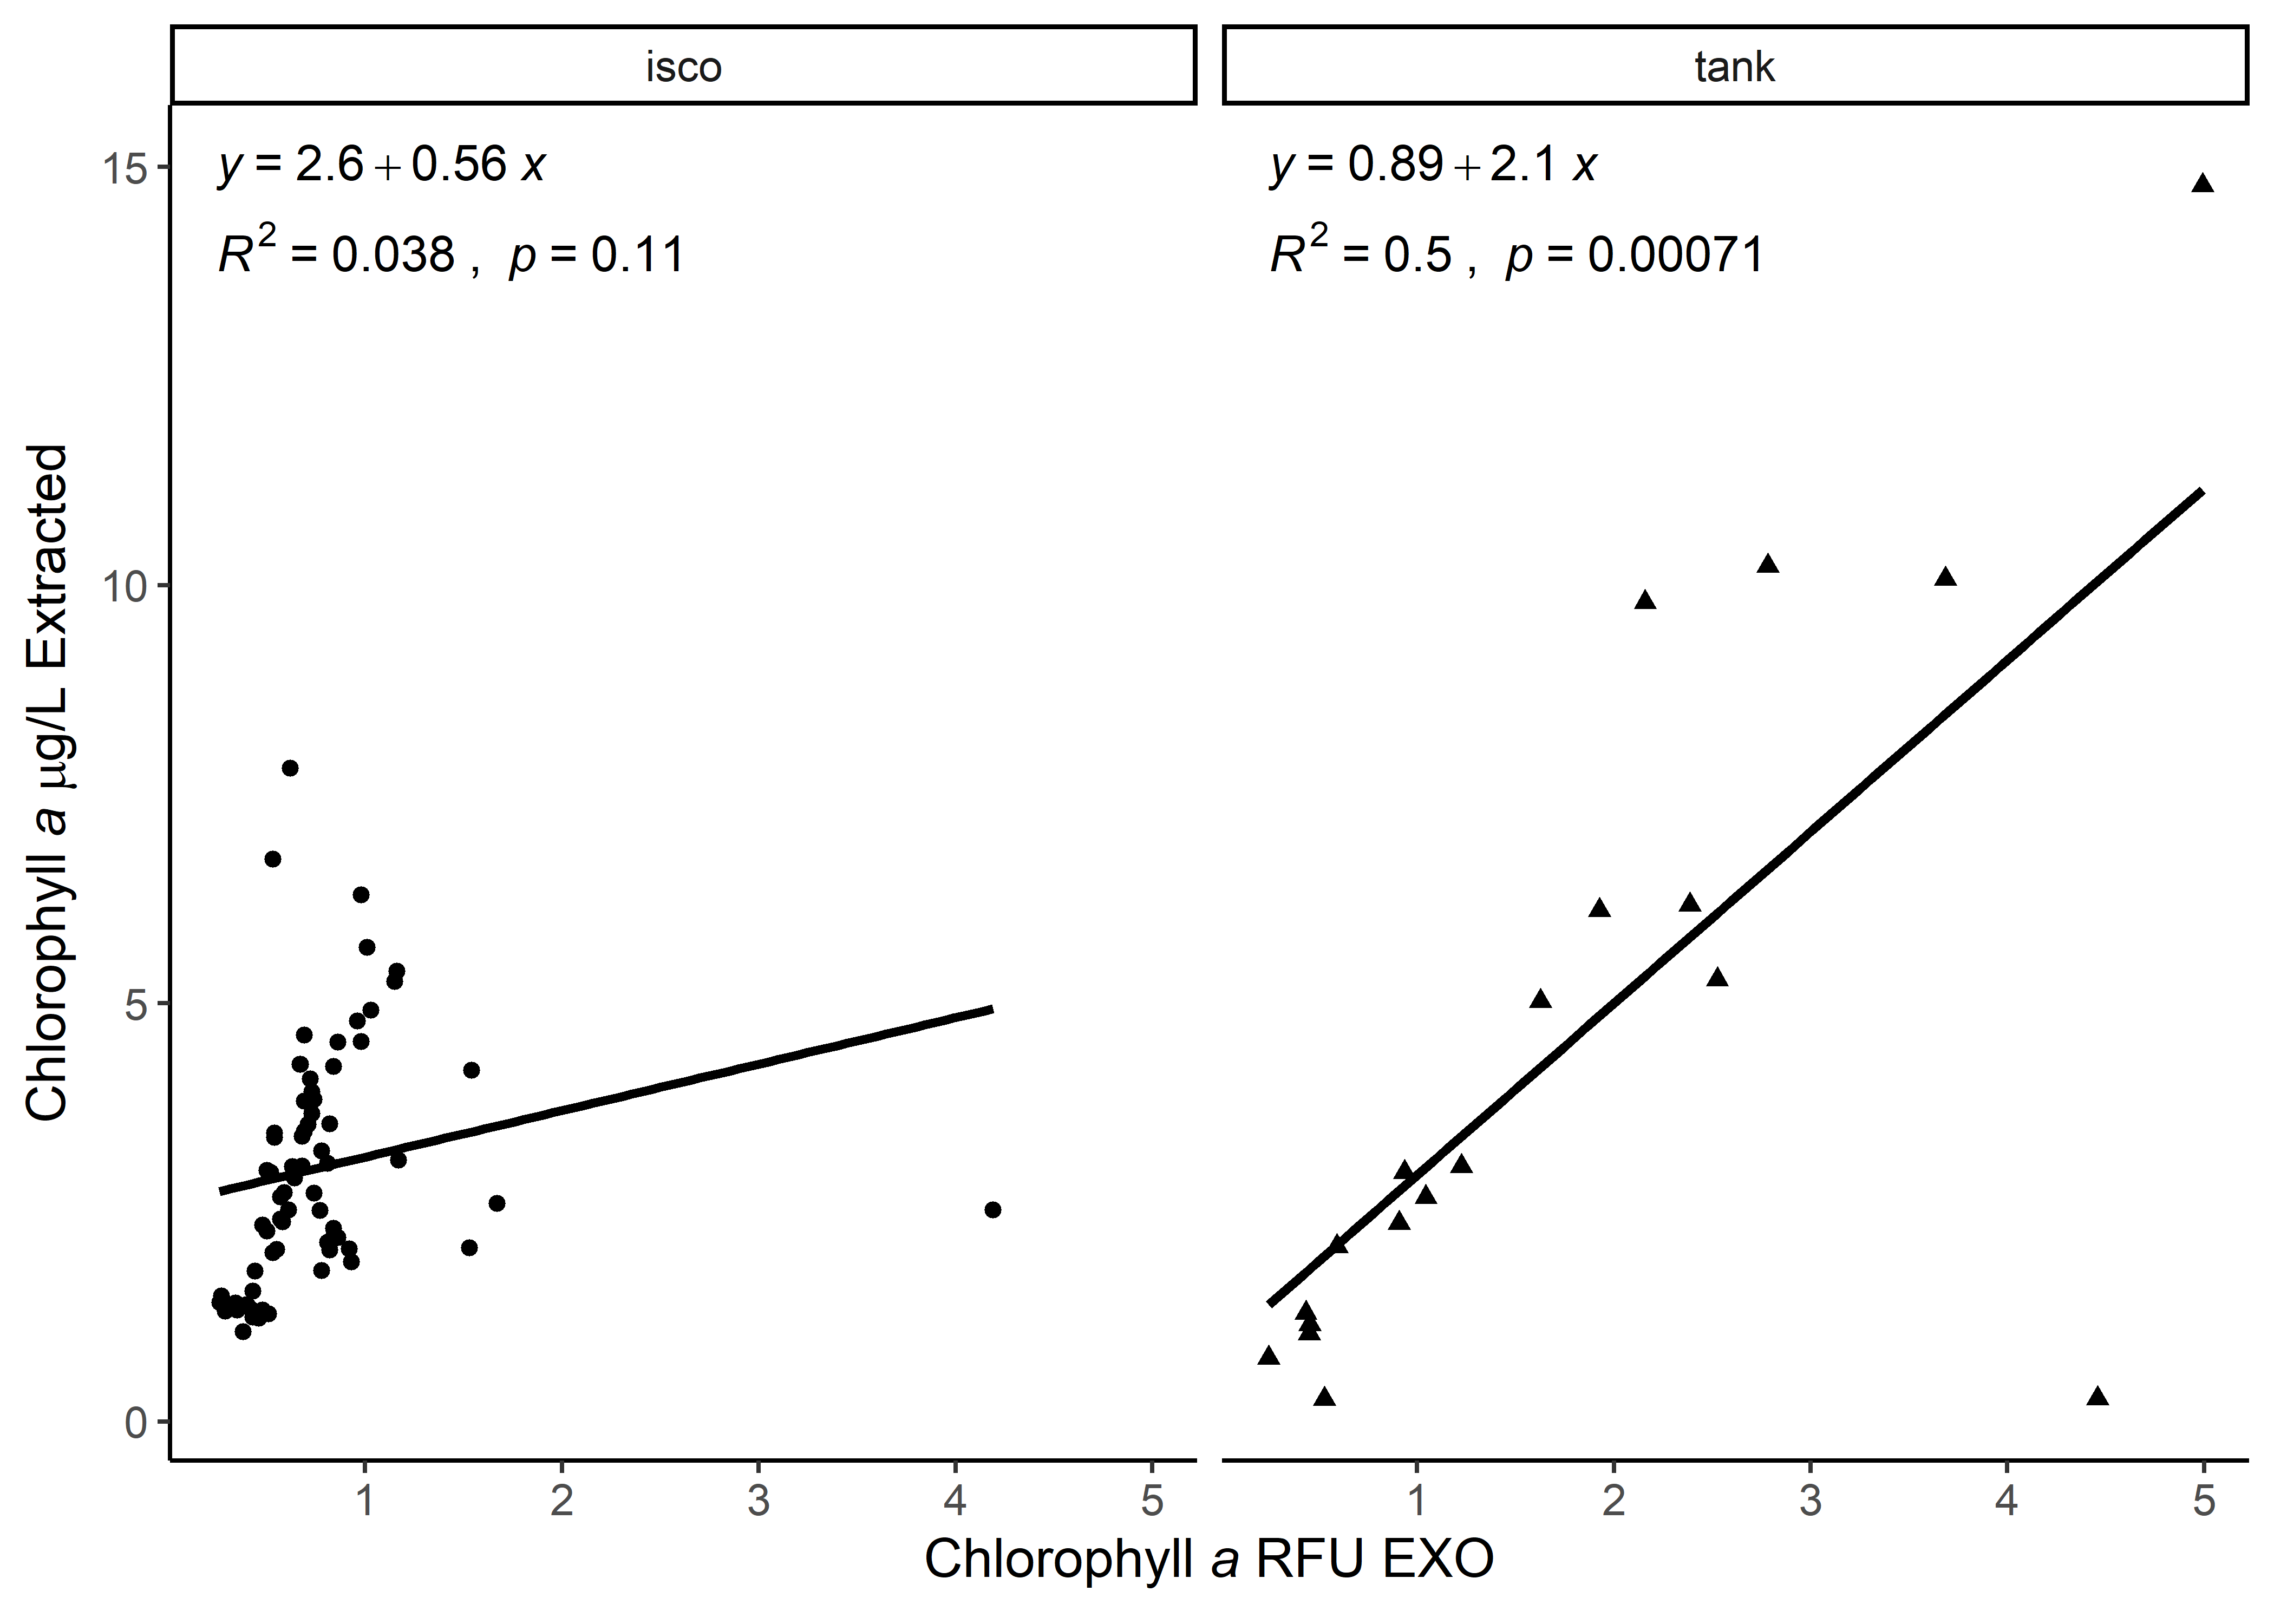 isco
tank
y = 2.6 + 0.56 x
R² = 0.038 , p = 0.11
y = 0.89 + 2.1 x
R² = 0.5 , p = 0.00071
15
10
5
0
Chlorophyll a µg/L Extracted
1 2 3 4 5
1 2 3 4 5
Chlorophyll a RFU EXO